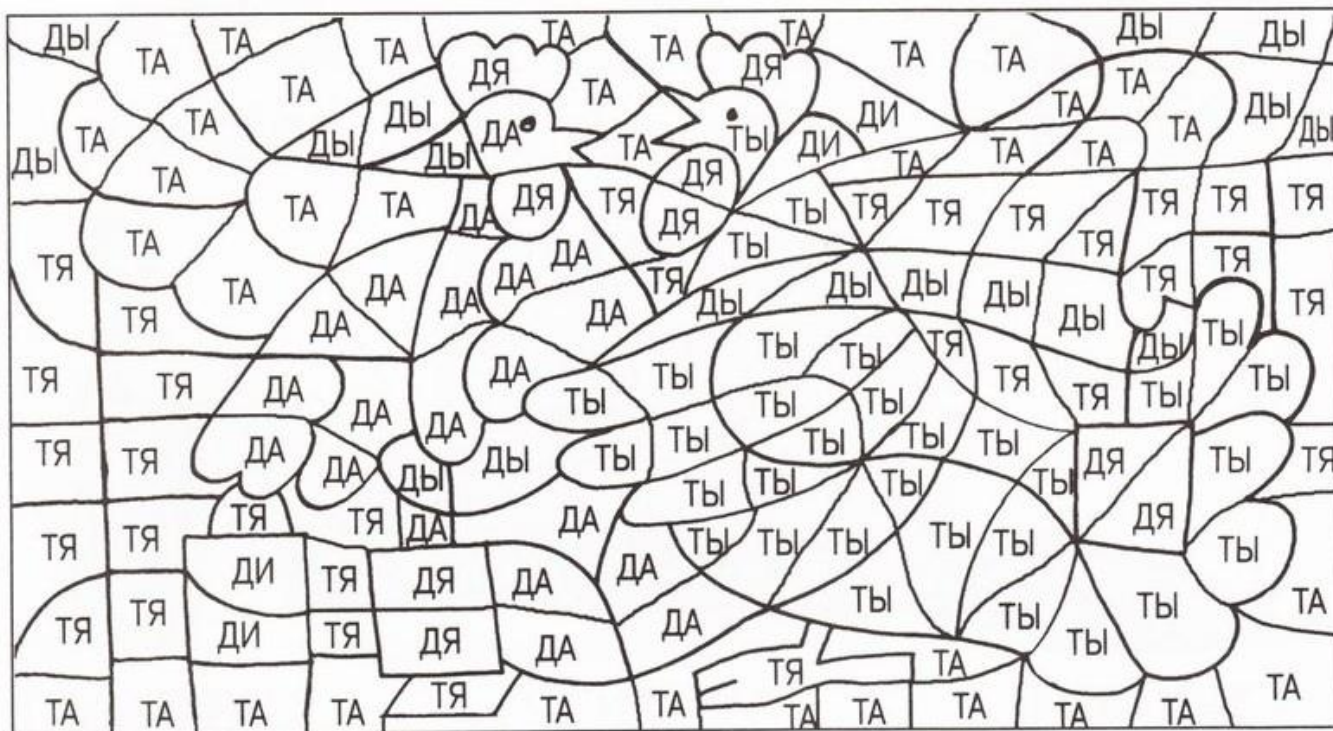 ДЫ ТА ТА ТА ТА ТА ТА ТА ТА ДЫ ДЫ
ТА ДЯ ТА ДЯ ТА
ДЫ ТА ТА ДЫ ДЫ ДЫ ДА ТА ТЫ ДИ ДИ ТА ТА ДЫ ДЫ
ТА ТА ТА ТА
ТА ТА ДА ДЯ ТЯ ДЯ ДЯ ТЫ ТЯ ТЯ ТЯ ТЯ ТЯ ТЯ
ТА ДА ТЫ ТЯ
ТЯ ТА ДА ДА ДА ТЯ ДЫ ДЫ ДЫ ДЫ ТЯ ТЯ ТЯ
ТЯ ДА ДА ДЫ ДЫ ТЫ
ТЯ ТЯ ДА ДА ТЫ ТЫ ТЫ ТЯ ТЯ ТЯ ТЫ ТЫ
ДА ДА ТЫ ТЫ ТЫ
ТЯ ТЯ ДА ДА ДЫ ДЫ ТЫ ТЫ ТЫ ТЫ ТЫ ДЯ ТЫ ТЯ
ТЫ ТЫ ТЫ
ТЯ ТЯ ТЯ ТЯ ДА ДА ТЫ ТЫ ТЫ ТЫ ТЫ ДЯ ТЫ
ДИ ТЯ ДЯ ДА ДА
ТЯ ТЯ ДИ ТЯ ДЯ ДА ДА ТЫ ТЫ ТЫ ТЫ ТА
ТЯ ТЯ ТА
ТА ТА ТА ТА ТА ТА ТА ТА ТА ТА ТА ТА